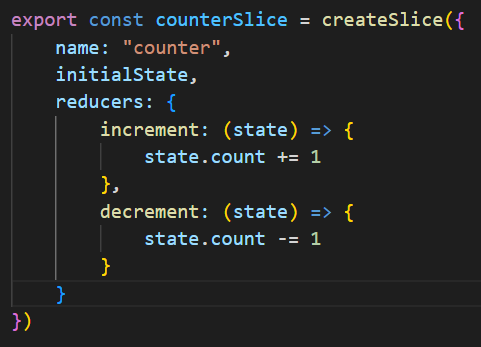 export const counterSlice = createSlice({
    name: "counter",
    initialState,
    reducers: {
        increment: (state) => {
            state.count += 1
        },
        decrement: (state) => {
            state.count -= 1
        }
    }
})